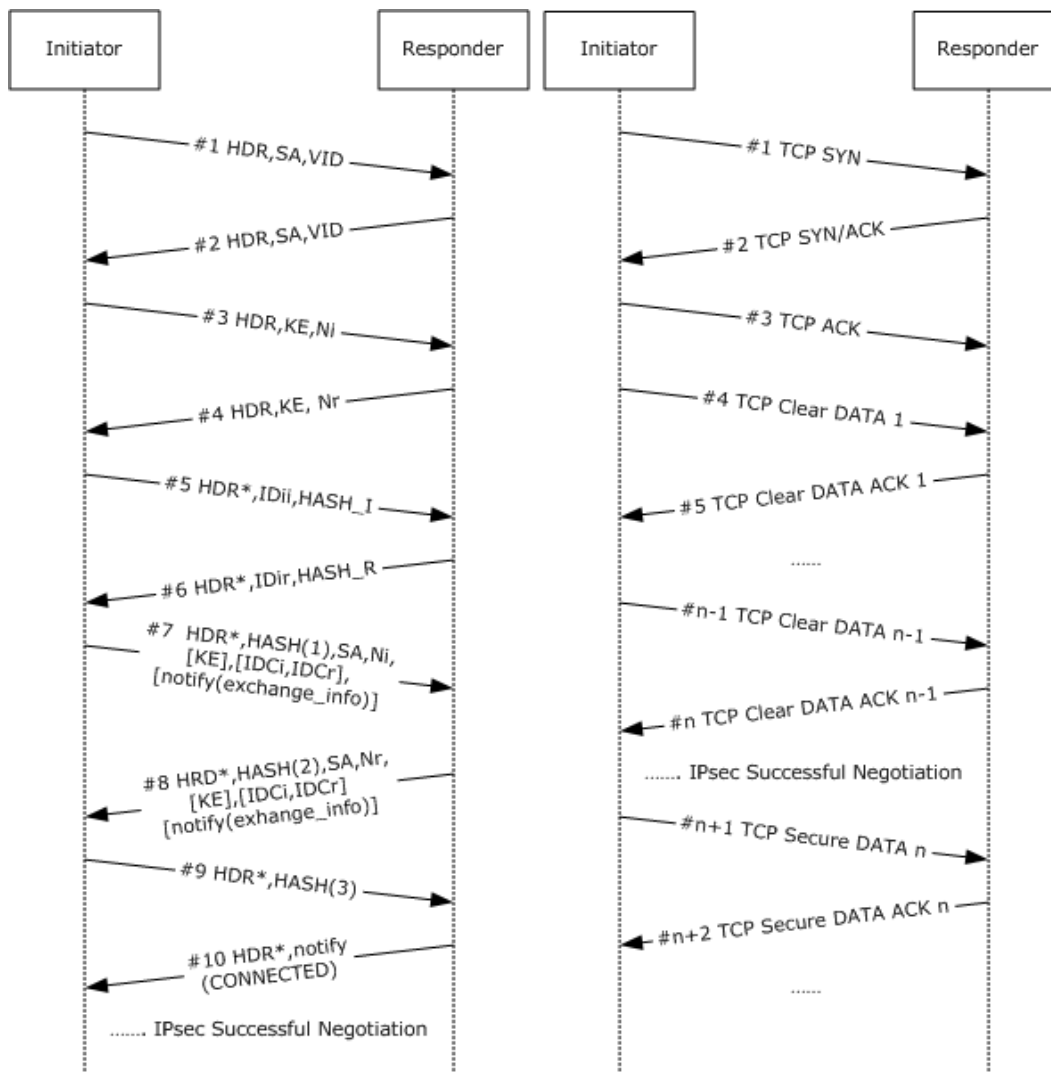 Initiator
Responder
#1 HDR,SA,VID
#2 HDR,SA,VID
#3 HDR,KE,Ni
#4 HDR,KE, Nr
#5 HDR*,IDii,HASH_I
#6 HDR*,IDir,HASH_R
#7 HDR*,HASH(1),SA,Ni,
[KE],[IDCi,IDCr],
[notify(exchange_info)]
#8 HRD*,HASH(2),SA,Nr,
[KE],[IDCi,IDCr]
[notify(exhange_info)]
#9 HDR*,HASH(3)
#10 HDR*,notify
(CONNECTED)
....... IPsec Successful Negotiation
Initiator
Responder
#1 TCP SYN
#2 TCP SYN/ACK
#3 TCP ACK
#4 TCP Clear DATA 1
#5 TCP Clear DATA ACK 1
......
#n-1 TCP Clear DATA n-1
#n TCP Clear DATA ACK n-1
....... IPsec Successful Negotiation
#n+1 TCP Secure DATA n
#n+2 TCP Secure DATA ACK n
......